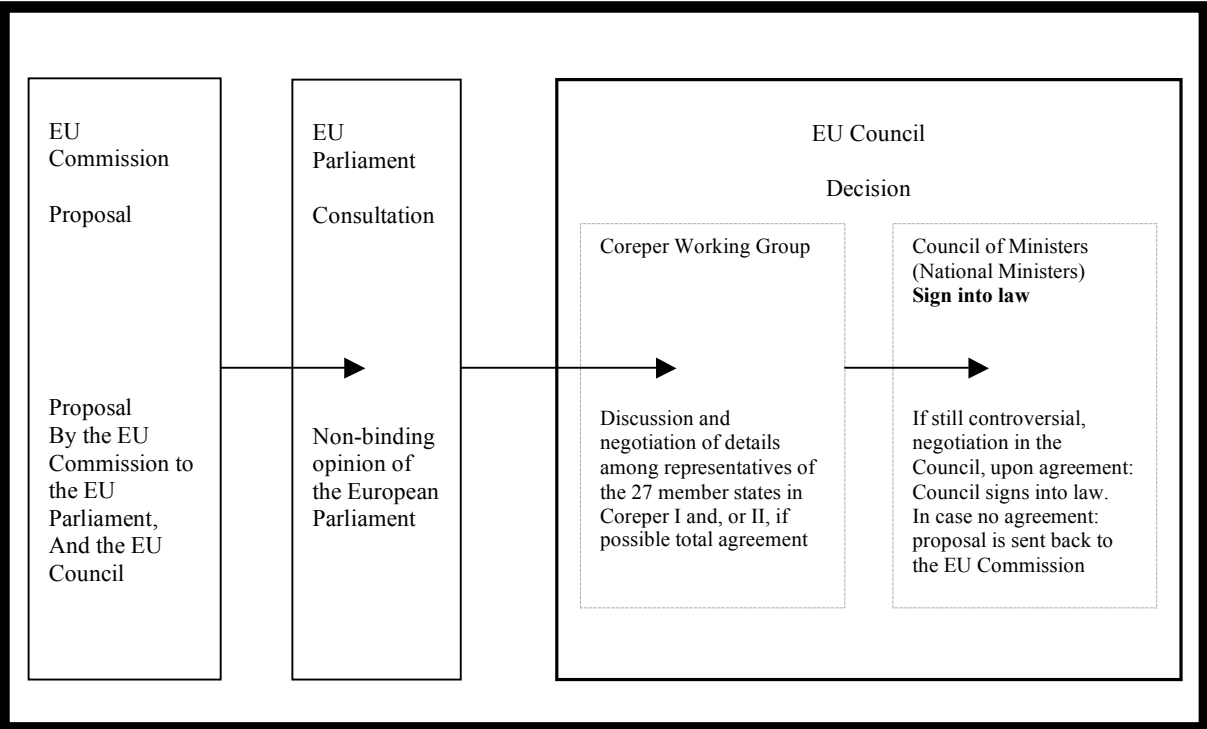 EU
Commission
Proposal
Proposal
By the EU
Commission to
the EU
Parliament,
And the EU
Council
EU
Parliament
Consultation
Non-binding
opinion of
the European
Parliament
EU Council
Decision
Coreper Working Group
Discussion and
negotiation of details
among representatives of
the 27 member states in
Coreper I and, or II, if
possible total agreement
Council of Ministers
(National Ministers)
Sign into law
If still controversial,
negotiation in the
Council, upon agreement:
Council signs into law.
In case no agreement:
proposal is sent back to
the EU Commission